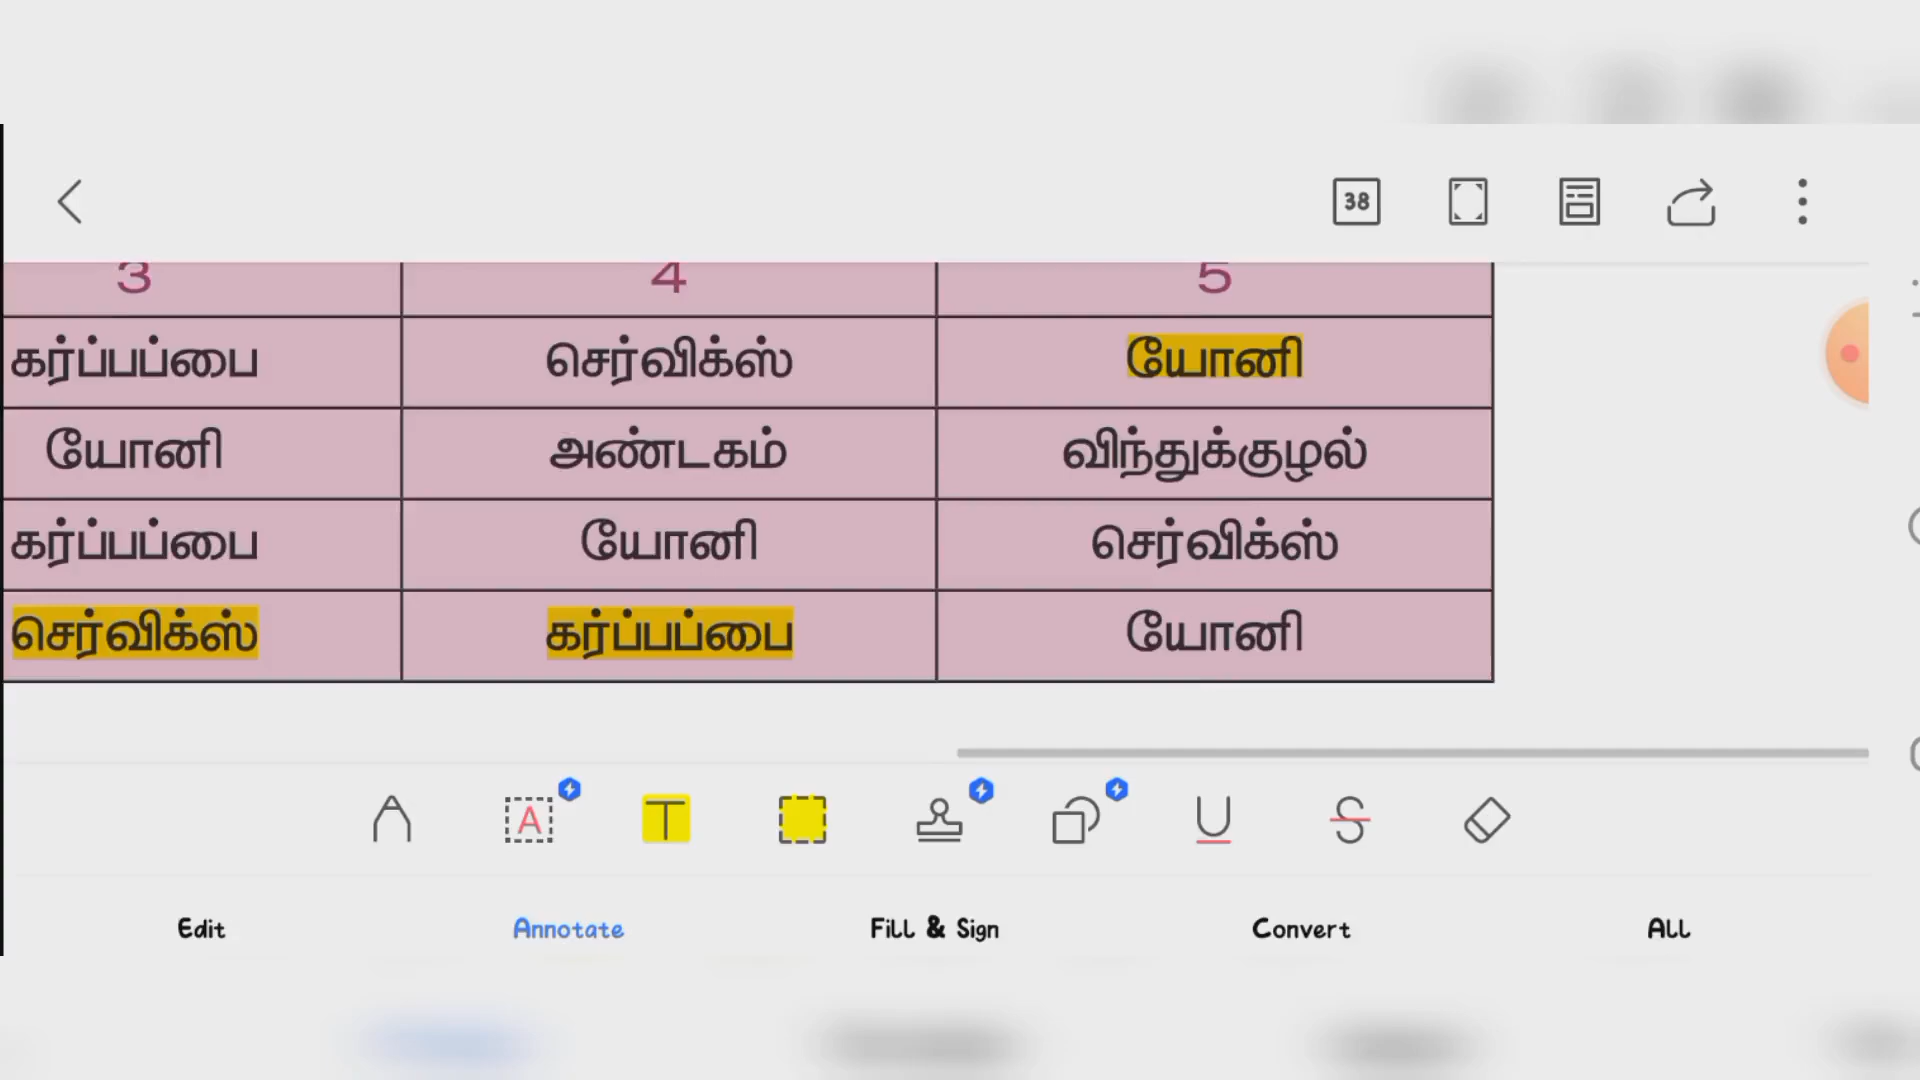 38
3 4 5
கர்ப்பப்பை செர்விக்ஸ் யோனி
யோனி அண்டகம் விந்துக்குழல்
கர்ப்பப்பை யோனி செர்விக்ஸ்
செர்விக்ஸ் கர்ப்பப்பை யோனி
Edit Annotate Fill & Sign Convert All